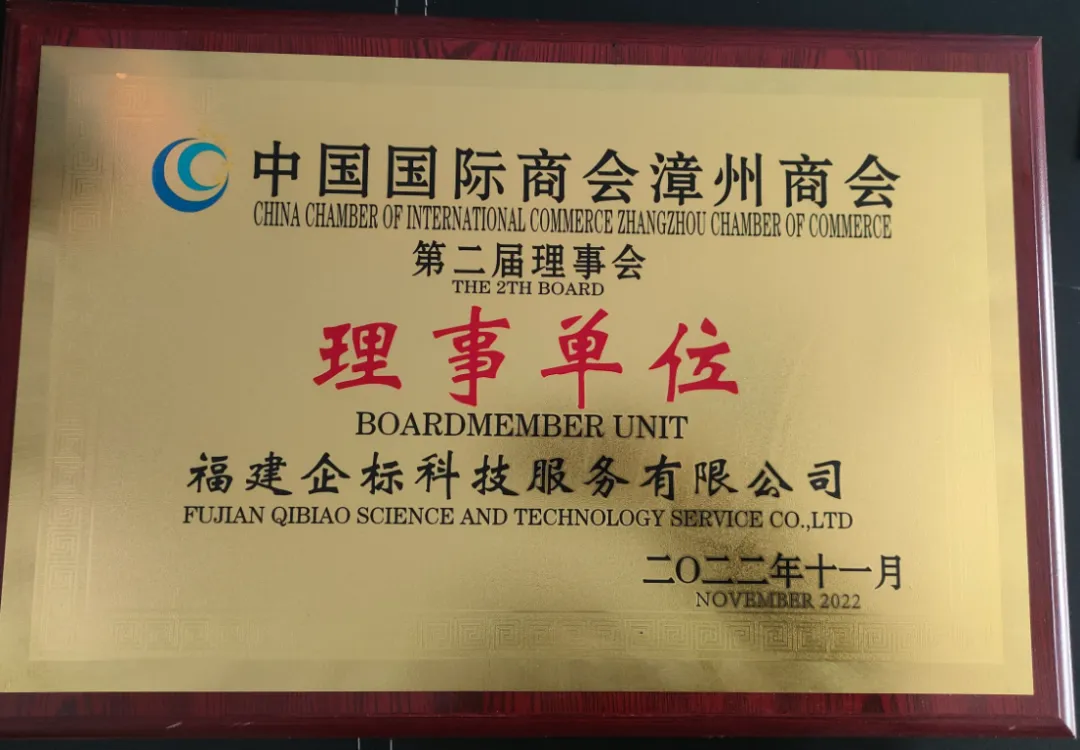 中国国际商会漳州商会
CHINA CHAMBER OF INTERNATIONAL COMMERCE ZHANGZHOU CHAMBER OF COMMERCE
第二届理事会
THE 2TH BOARD
理事单位
BOARDMEMBER UNIT
福建企标科技服务有限公司
FUJIAN QIBIAO SCIENCE AND TECHNOLOGY SERVICE CO.,LTD
二〇二二年十一月
NOVEMBER 2022